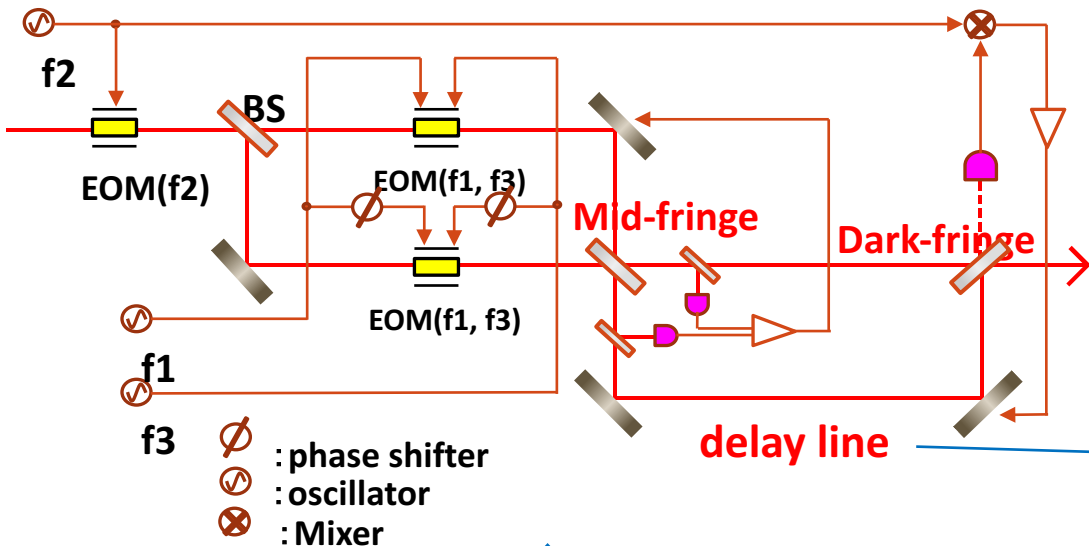 f2
BS
EOM(f2)
EOM(f1, f3)
Mid-fringe
Dark-fringe
EOM(f1, f3)
f1
f3
delay line
:phase shifter
:oscillator
:Mixer